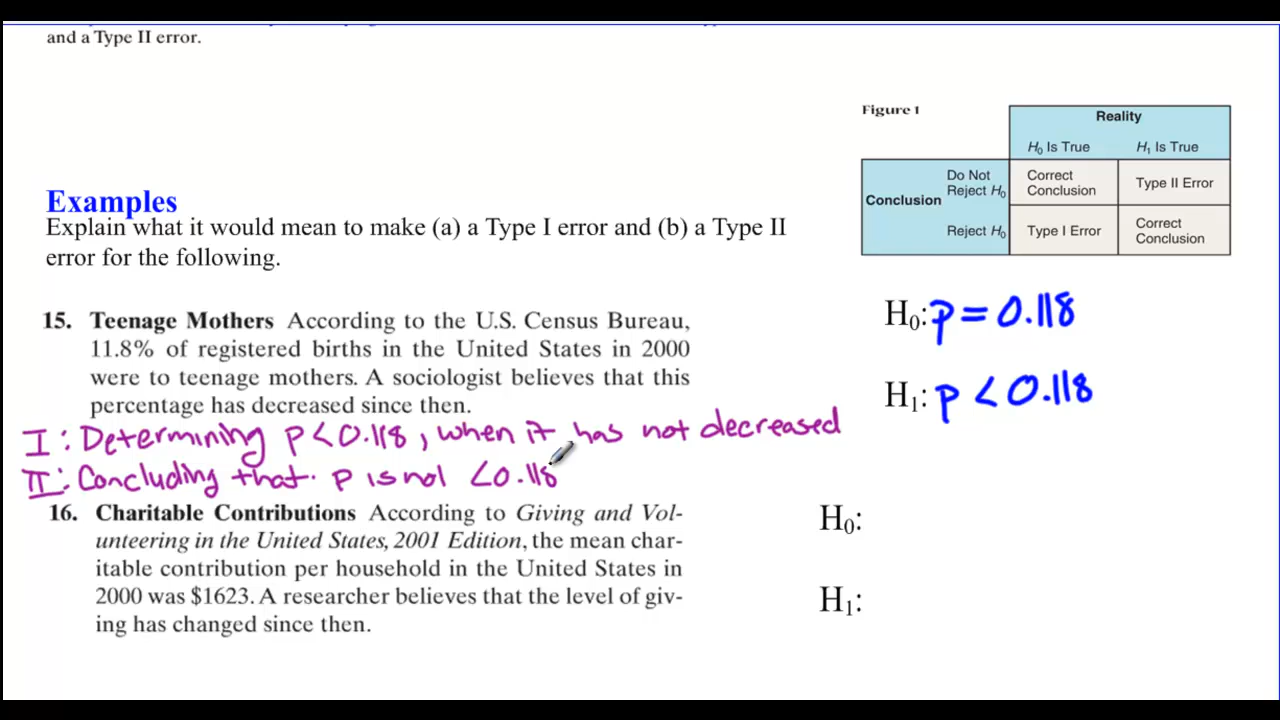 and a Type II error.
Figure 1
Reality
H₀ Is True H₁ Is True
Conclusion
Do Not Reject H₀
Correct Conclusion
Type II Error
Reject H₀
Type I Error
Correct Conclusion
Examples
Explain what it would mean to make (a) a Type I error and (b) a Type II
error for the following.
15. Teenage Mothers According to the U.S. Census Bureau,
11.8% of registered births in the United States in 2000
were to teenage mothers. A sociologist believes that this
percentage has decreased since then.
H₀: p = 0.118
H₁: p < 0.118
I: Determining p < 0.118, when it has not decreased
II: Concluding that p is not < 0.118
16. Charitable Contributions According to Giving and Vol-
unteering in the United States, 2001 Edition, the mean char-
itable contribution per household in the United States in
2000 was $1623. A researcher believes that the level of giv-
ing has changed since then.
H₀:
H₁: